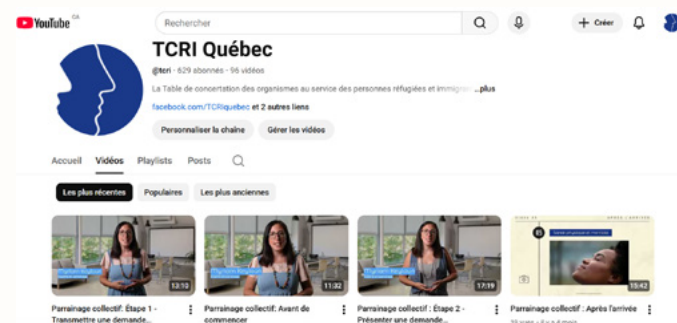 YouTube CA
Rechercher
Créer
TCRI Québec
@tcri · 629 abonnés · 96 vidéos
La Table de concertation des organismes au service des personnes réfugiées et immigran ...plus
facebook.com/TCRIquebec et 2 autres liens
Personnaliser la chaîne Gérer les vidéos
Accueil Vidéos Playlists Posts
Les plus récentes Populaires Les plus anciennes
13:10 11:32 17:19 15:42
Parrainage collectif: Étape 1 -
Transmettre une demande...
Parrainage collectif: Avant de
commencer
Parrainage collectif : Étape 2 -
Présenter une demande...
Parrainage collectif : Après l'arrivée